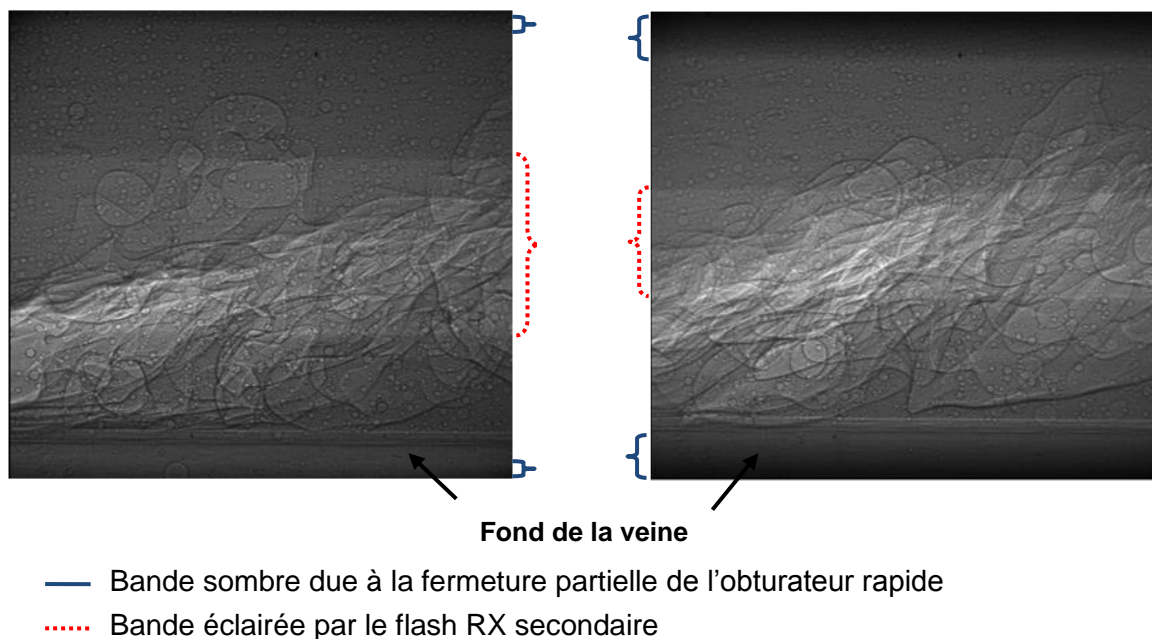 Fond de la veine
Bande sombre due à la fermeture partielle de l’obturateur rapide
Bande éclairée par le flash RX secondaire